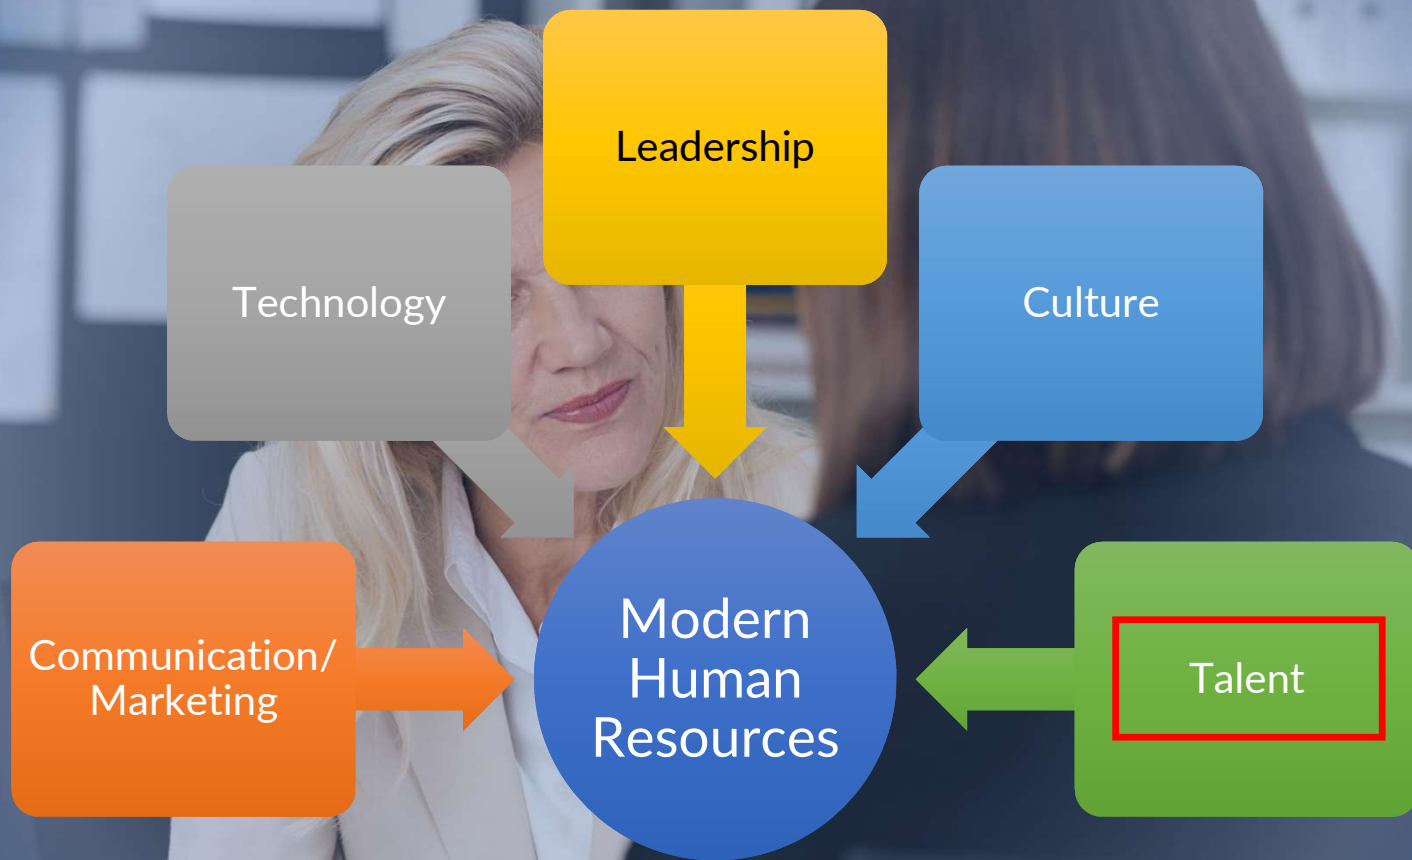 Leadership
Technology
Culture
Communication/
Marketing
Modern
Human
Resources
Talent